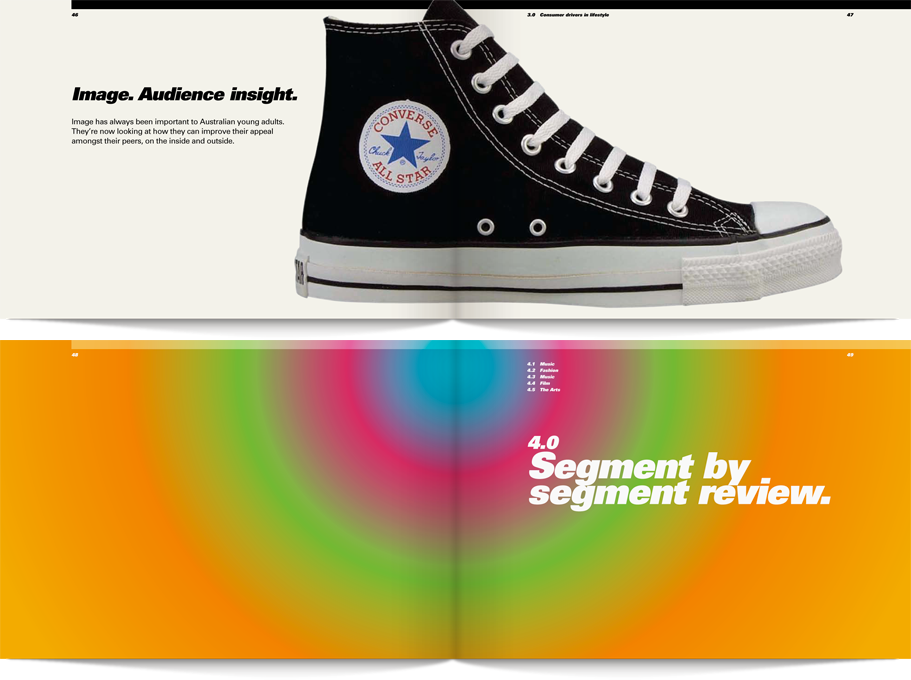 46
3.0 Consumer drivers in lifestyle
47
Image. Audience insight.
Image has always been important to Australian young adults.
They're now looking at how they can improve their appeal
amongst their peers, on the inside and outside.
CONVERSE
Chuck Taylor
®
ALL STAR
48
49
4.1 Music
4.2 Fashion
4.3 Music
4.4 Film
4.5 The Arts
4.0
Segment by
segment review.